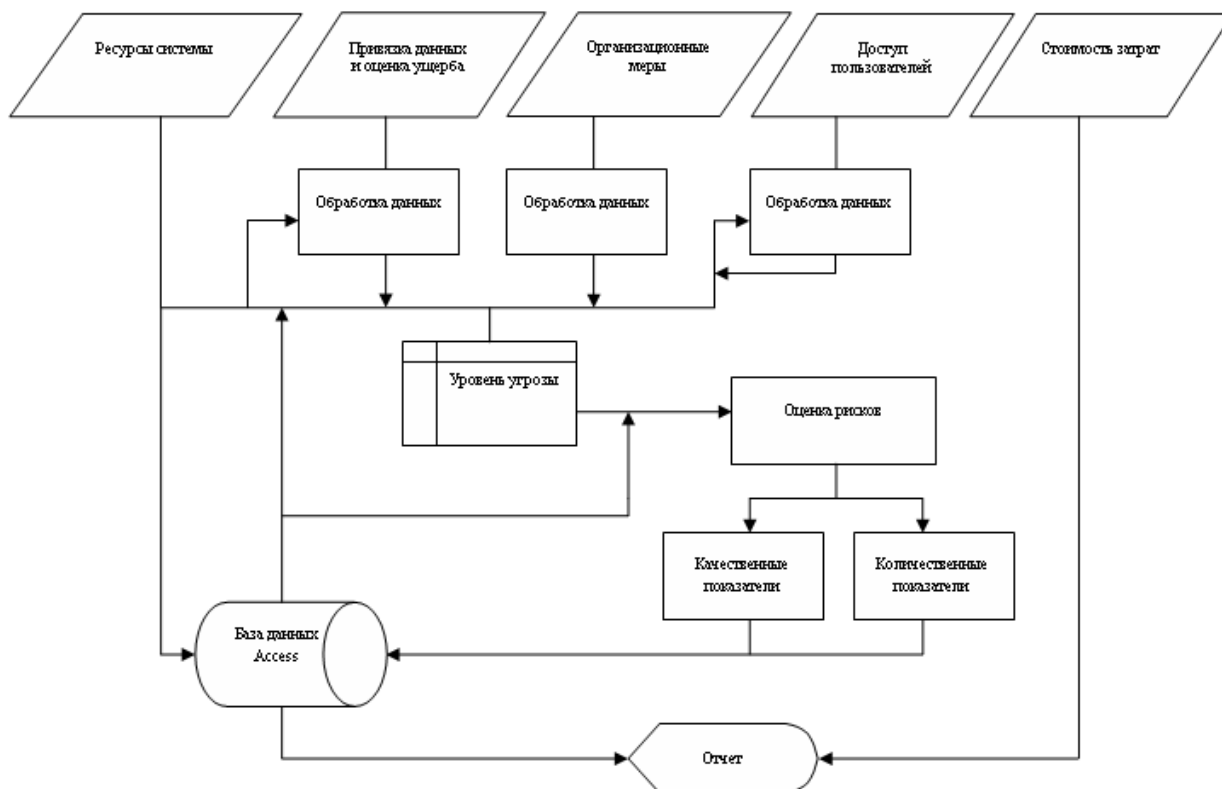 Ресурсы системы
Привязка данных
и оценка ущерба
Организационные
меры
Доступ
пользователей
Стоимость затрат
Обработка данных
Обработка данных
Обработка данных
Уровень угрозы
Оценка рисков
Качественные
показатели
Количественные
показатели
База данных
Access
Отчет